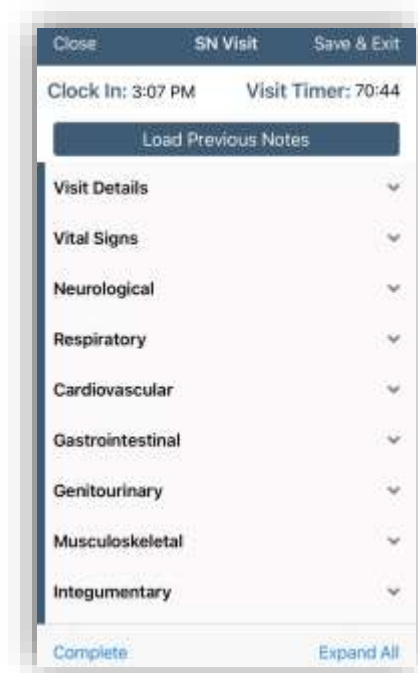 Close SN Visit Save & Exit
Clock In: 3:07 PM Visit Timer: 70:44
Load Previous Notes
Visit Details
Vital Signs
Neurological
Respiratory
Cardiovascular
Gastrointestinal
Genitourinary
Musculoskeletal
Integumentary
Complete Expand All